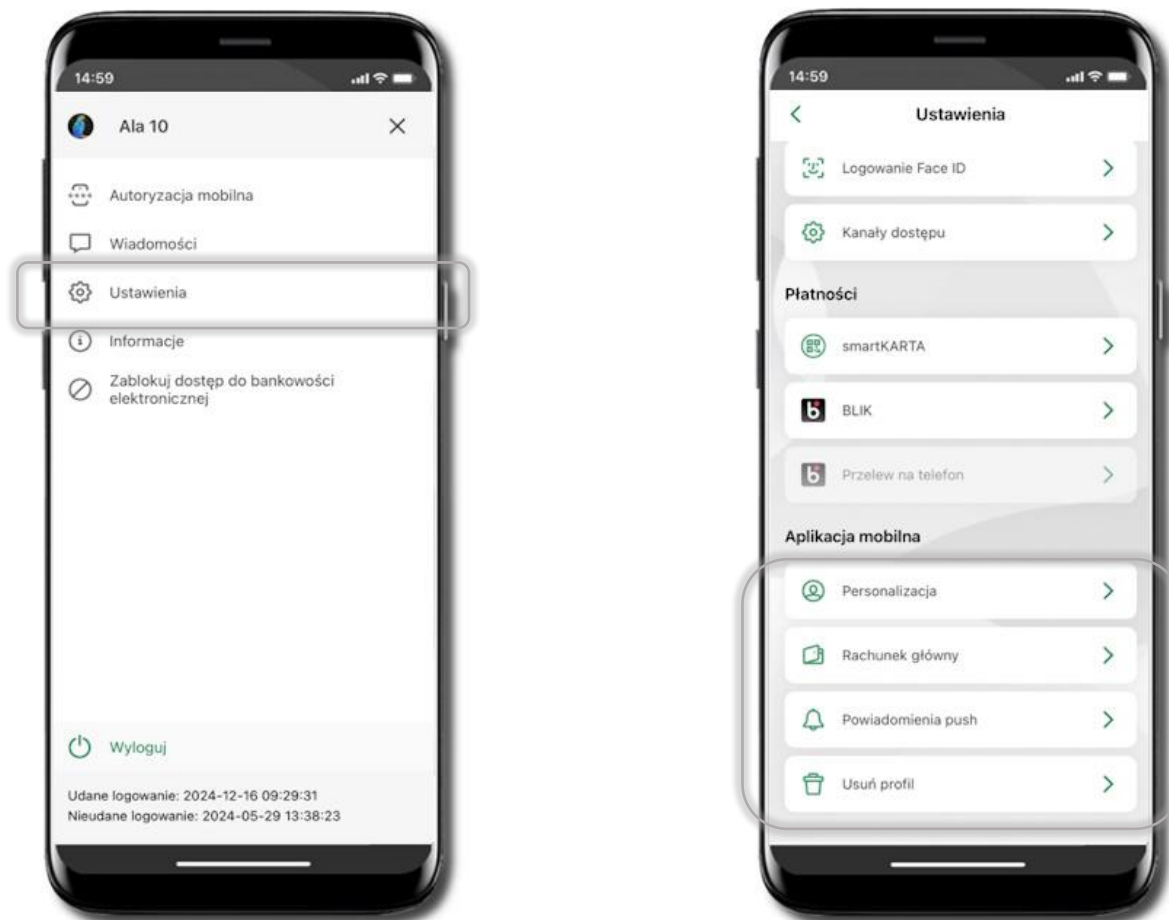 14:59
Ala 10
Autoryzacja mobilna
Wiadomości
Ustawienia
Informacje
Zablokuj dostęp do bankowości
elektronicznej
Wyloguj
Udane logowanie: 2024-12-16 09:29:31
Nieudane logowanie: 2024-05-29 13:38:23
14:59
Ustawienia
Logowanie Face ID
Kanały dostępu
Płatności
smartKARTA
BLIK
Przelew na telefon
Aplikacja mobilna
Personalizacja
Rachunek główny
Powiadomienia push
Usuń profil